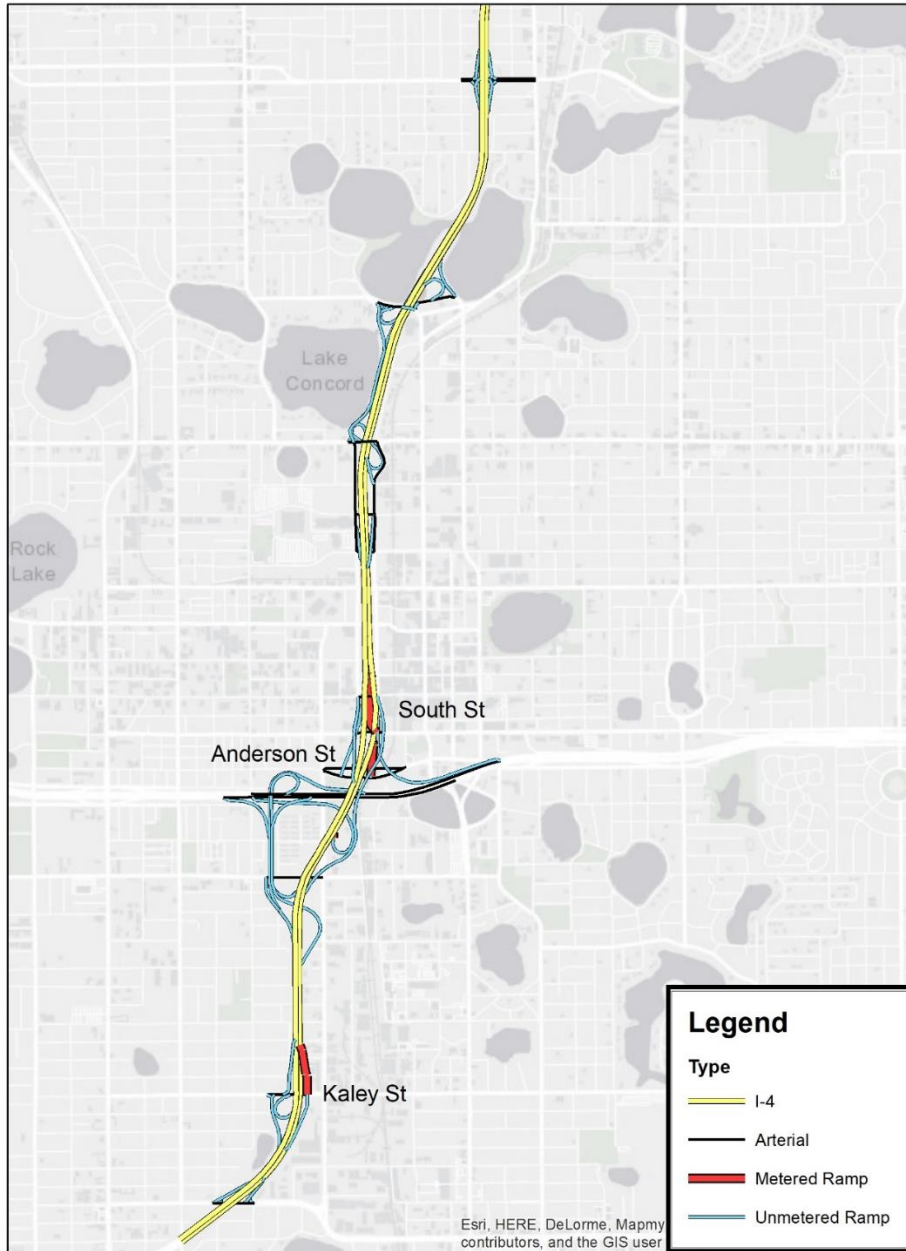 Lake
Concord
Rock
Lake
South St
Anderson St
Kaley St
Legend
Type
I-4
Arterial
Metered Ramp
Unmetered Ramp
Esri, HERE, DeLorme, Mapmy
contributors, and the GIS user